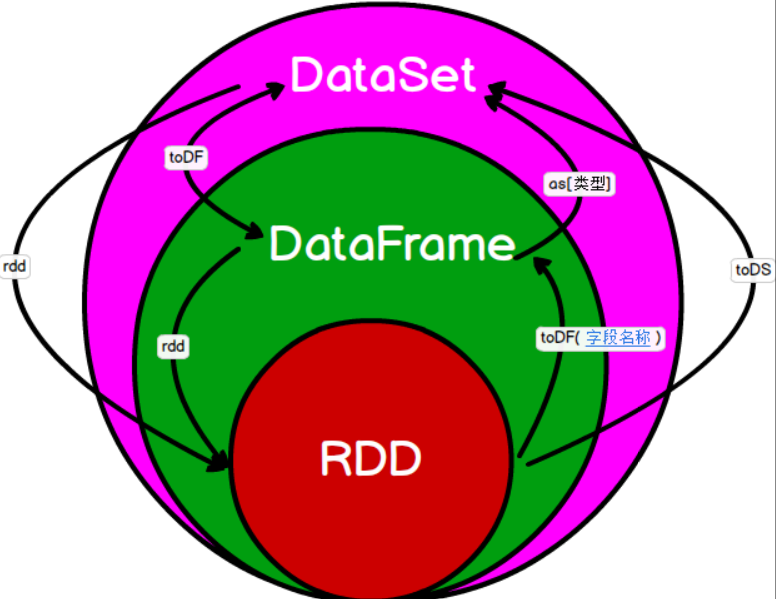 DataSet
toDF
as[类型]
DataFrame
rdd
toDS
toDF( 字段名称 )
rdd
RDD